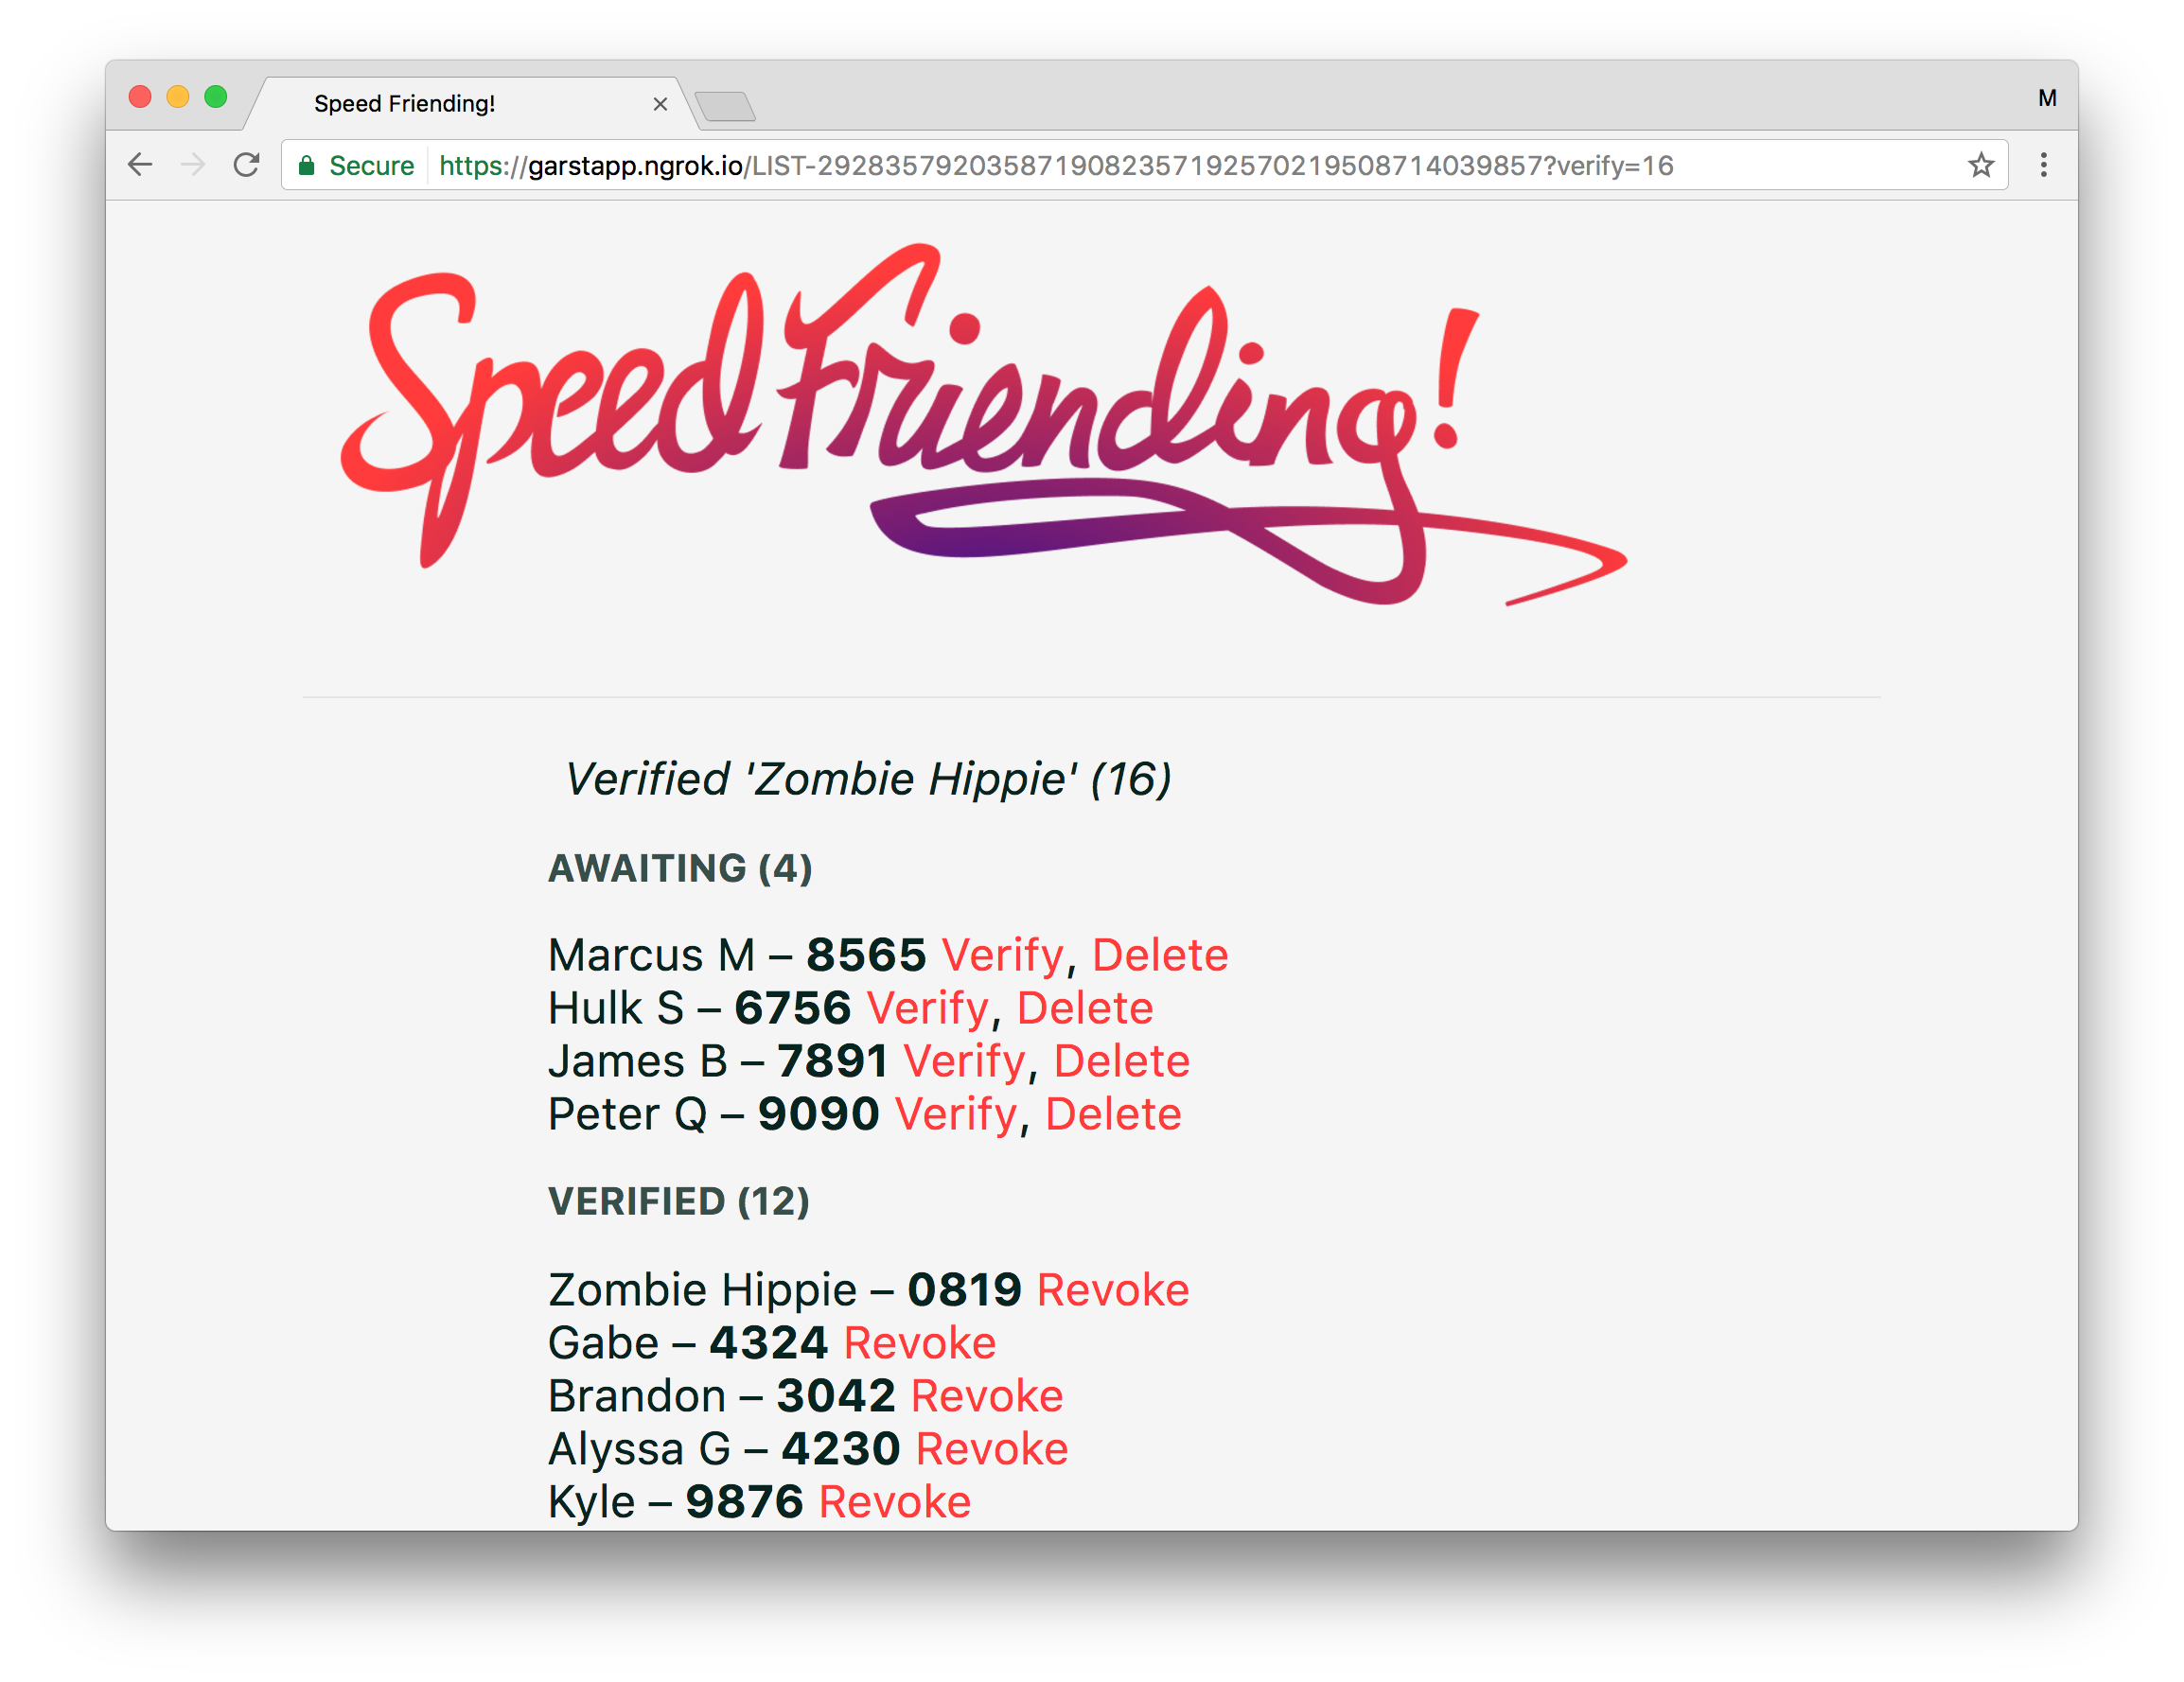 Speed Friending!
M
Secure https://garstapp.ngrok.io/LIST-29283579203587190823571925702195087140​39857?verify=16
Speed Friending!
Verified 'Zombie Hippie' (16)
AWAITING (4)
Marcus M – 8565 Verify, Delete
Hulk S – 6756 Verify, Delete
James B – 7891 Verify, Delete
Peter Q – 9090 Verify, Delete
VERIFIED (12)
Zombie Hippie – 0819 Revoke
Gabe – 4324 Revoke
Brandon – 3042 Revoke
Alyssa G – 4230 Revoke
Kyle – 9876 Revoke